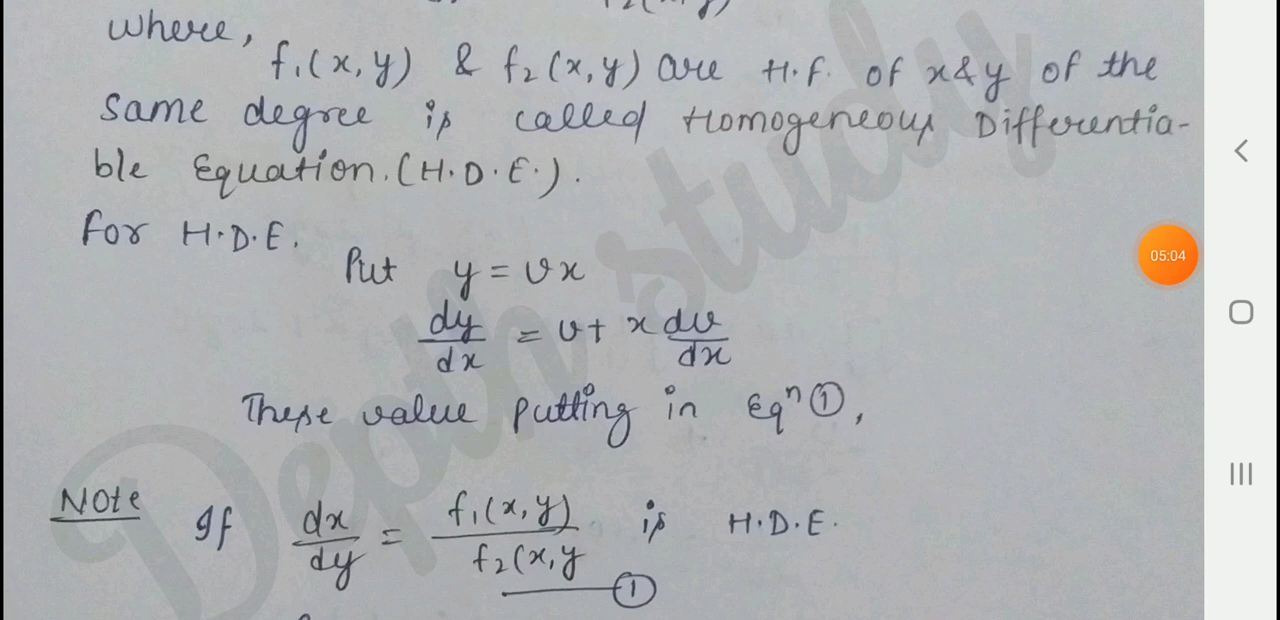 where,
f₁(x,y) & f₂(x,y) are H.f. of x&y of the
same degree is called Homogeneous Differentia-
ble Equation.(H.D.E.).
For H.D.E.
Put y = vx
dy/dx = v + x dv/dx
These value putting in Eqⁿ ①,
Note If dx/dy = f₁(x,y)/f₂(x,y is H.D.E.
①
Depth study
05:04